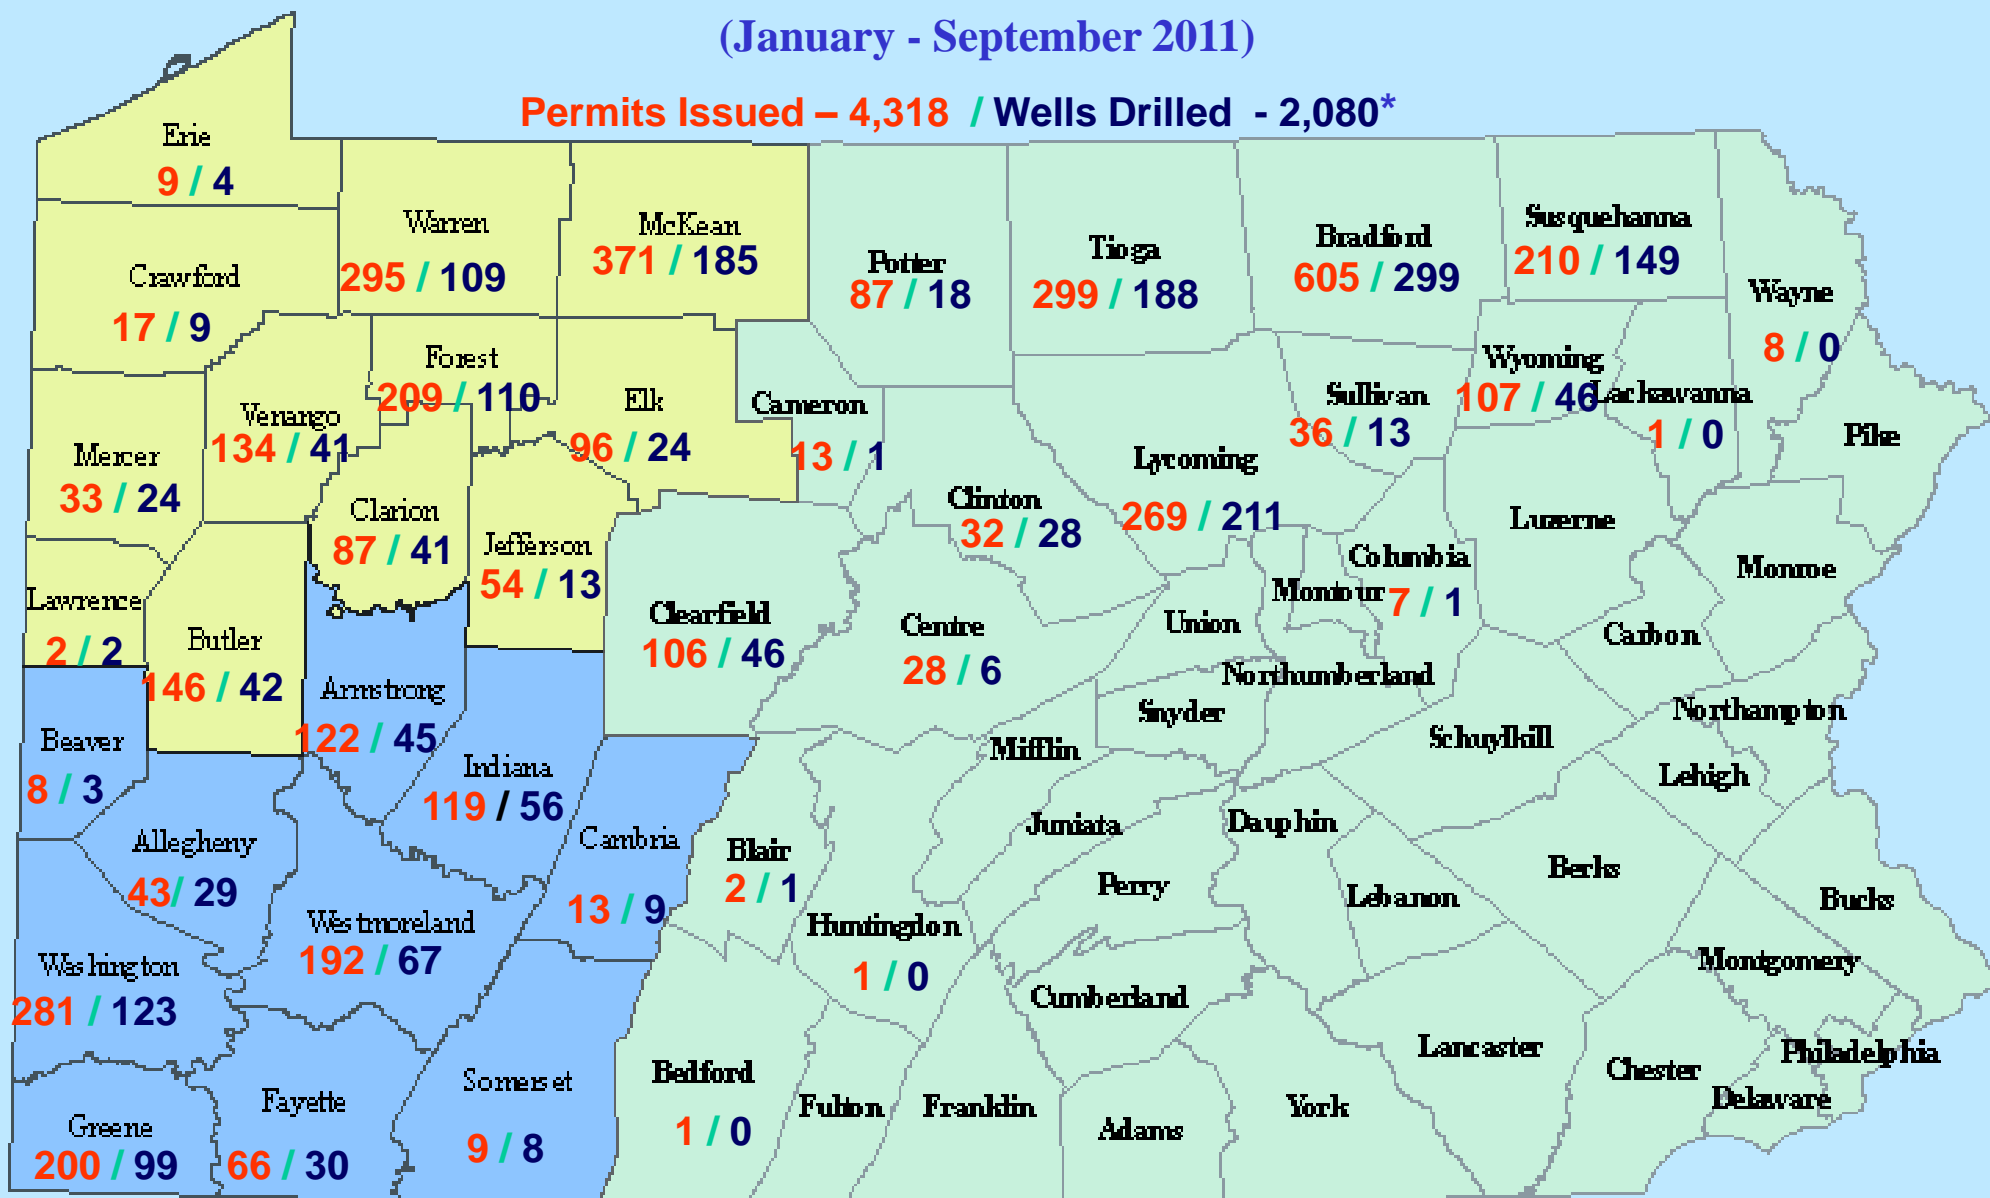 (January - September 2011)
Permits Issued – 4,318 / Wells Drilled - 2,080*
Erie
9 / 4
Warren
295 / 109
McKean
371 / 185
Potter
87 / 18
Tioga
299 / 188
Bradford
605 / 299
Susquehanna
210 / 149
Wayne
8 / 0
Crawford
17 / 9
Forest
209 / 110
Elk
96 / 24
Cameron
13 / 1
Sullivan
36 / 13
Wyoming
107 / 46
Lackawanna
1 / 0
Pike
Mercer
33 / 24
Venango
134 / 41
Clarion
87 / 41
Jefferson
54 / 13
Clinton
32 / 28
Lycoming
269 / 211
Luzerne
Columbia
7 / 1
Montour
Monroe
Lawrence
2 / 2
Butler
146 / 42
Armstrong
122 / 45
Clearfield
106 / 46
Centre
28 / 6
Union
Northumberland
Snyder
Carbon
Northampton
Schuylkill
Lehigh
Beaver
8 / 3
Indiana
119 / 56
Mifflin
Allegheny
43/ 29
Cambria
13 / 9
Blair
2 / 1
Juniata
Dauphin
Perry
Lebanon
Berks
Bucks
Westmoreland
192 / 67
Huntingdon
1 / 0
Washington
281 / 123
Cumberland
Montgomery
Lancaster
Philadelphia
Chester
Delaware
Greene
200 / 99
Fayette
66 / 30
Somerset
9 / 8
Bedford
1 / 0
Fulton
Franklin
Adams
York